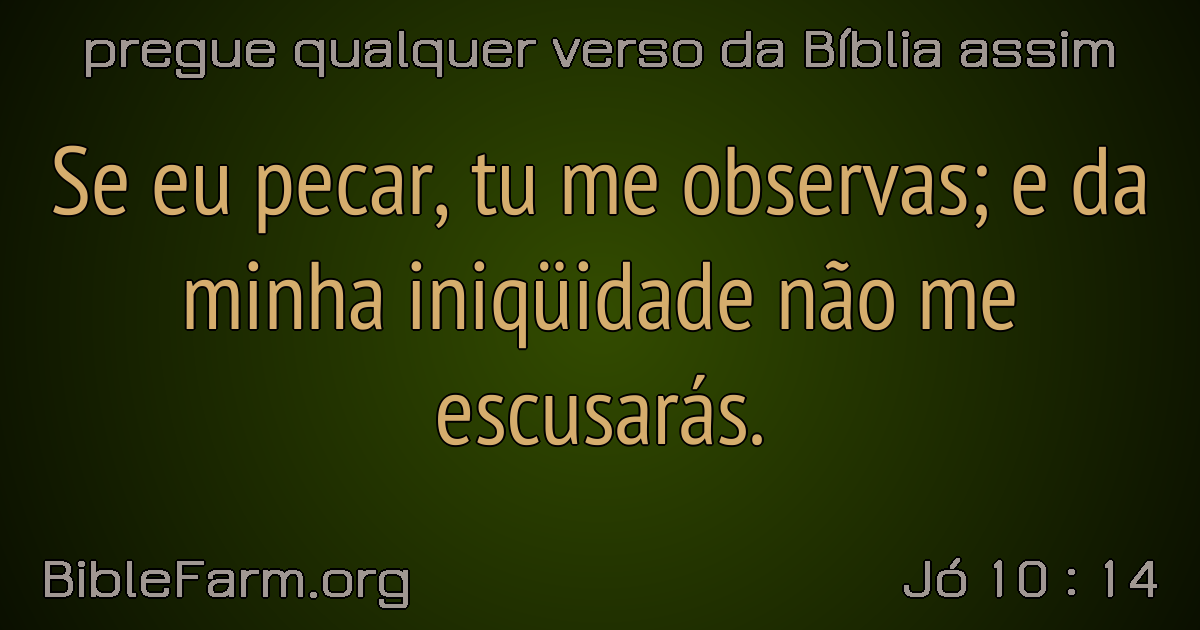 pregue qualquer verso da Bíblia assim
Se eu pecar, tu me observas; e da
minha iniqüidade não me
escusarás.
BibleFarm.org
Jó 10 : 14